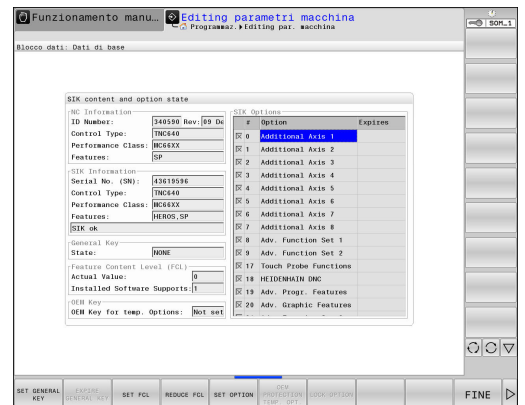 Funzionamento manu…
Editing parametri macchina
Programmaz. ▸ Editing par. macchina
SOM_1
Blocco dati: Dati di base
SIK content and option state
NC Information
ID Number: 340590 Rev: 09 De
Control Type: TNC640
Performance Class: MC66XX
Features: SP
SIK Information
Serial No. (SN): 43619596
Control Type: TNC640
Performance Class: MC66XX
Features: HEROS,SP
SIK ok
General Key
State: NONE
Feature Content Level (FCL)
Actual Value: 0
Installed Software Supports: 1
OEM Key
OEM Key for temp. Options: Not set
SIK Options
# Option Expires
0 Additional Axis 1
1 Additional Axis 2
2 Additional Axis 3
3 Additional Axis 4
4 Additional Axis 5
5 Additional Axis 6
6 Additional Axis 7
7 Additional Axis 8
8 Adv. Function Set 1
9 Adv. Function Set 2
17 Touch Probe Functions
18 HEIDENHAIN DNC
19 Adv. Progr. Features
20 Adv. Graphic Features
SET GENERAL
KEY
EXPIRE
GENERAL KEY
SET FCL
REDUCE FCL
SET OPTION
OEM
PROTECTION
TEMP. OPT.
LOCK-OPTION
FINE